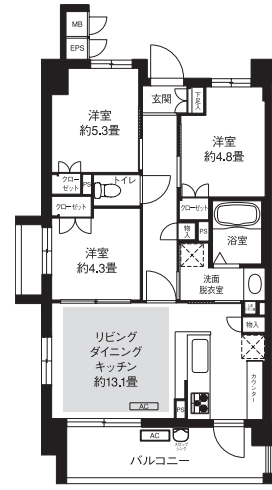 MB
EPS
玄関
下足入
洋室
約5.3畳
洋室
約4.8畳
クロー
ゼット
PS
トイレ
クローゼット
クローゼット
物入
PS
浴室
洋室
約4.3畳
洗面
脱衣室
物入
リビング
ダイニング
キッチン
約13.1畳
カウンター
AC
PS
AC
スロップ
シンク
バルコニー